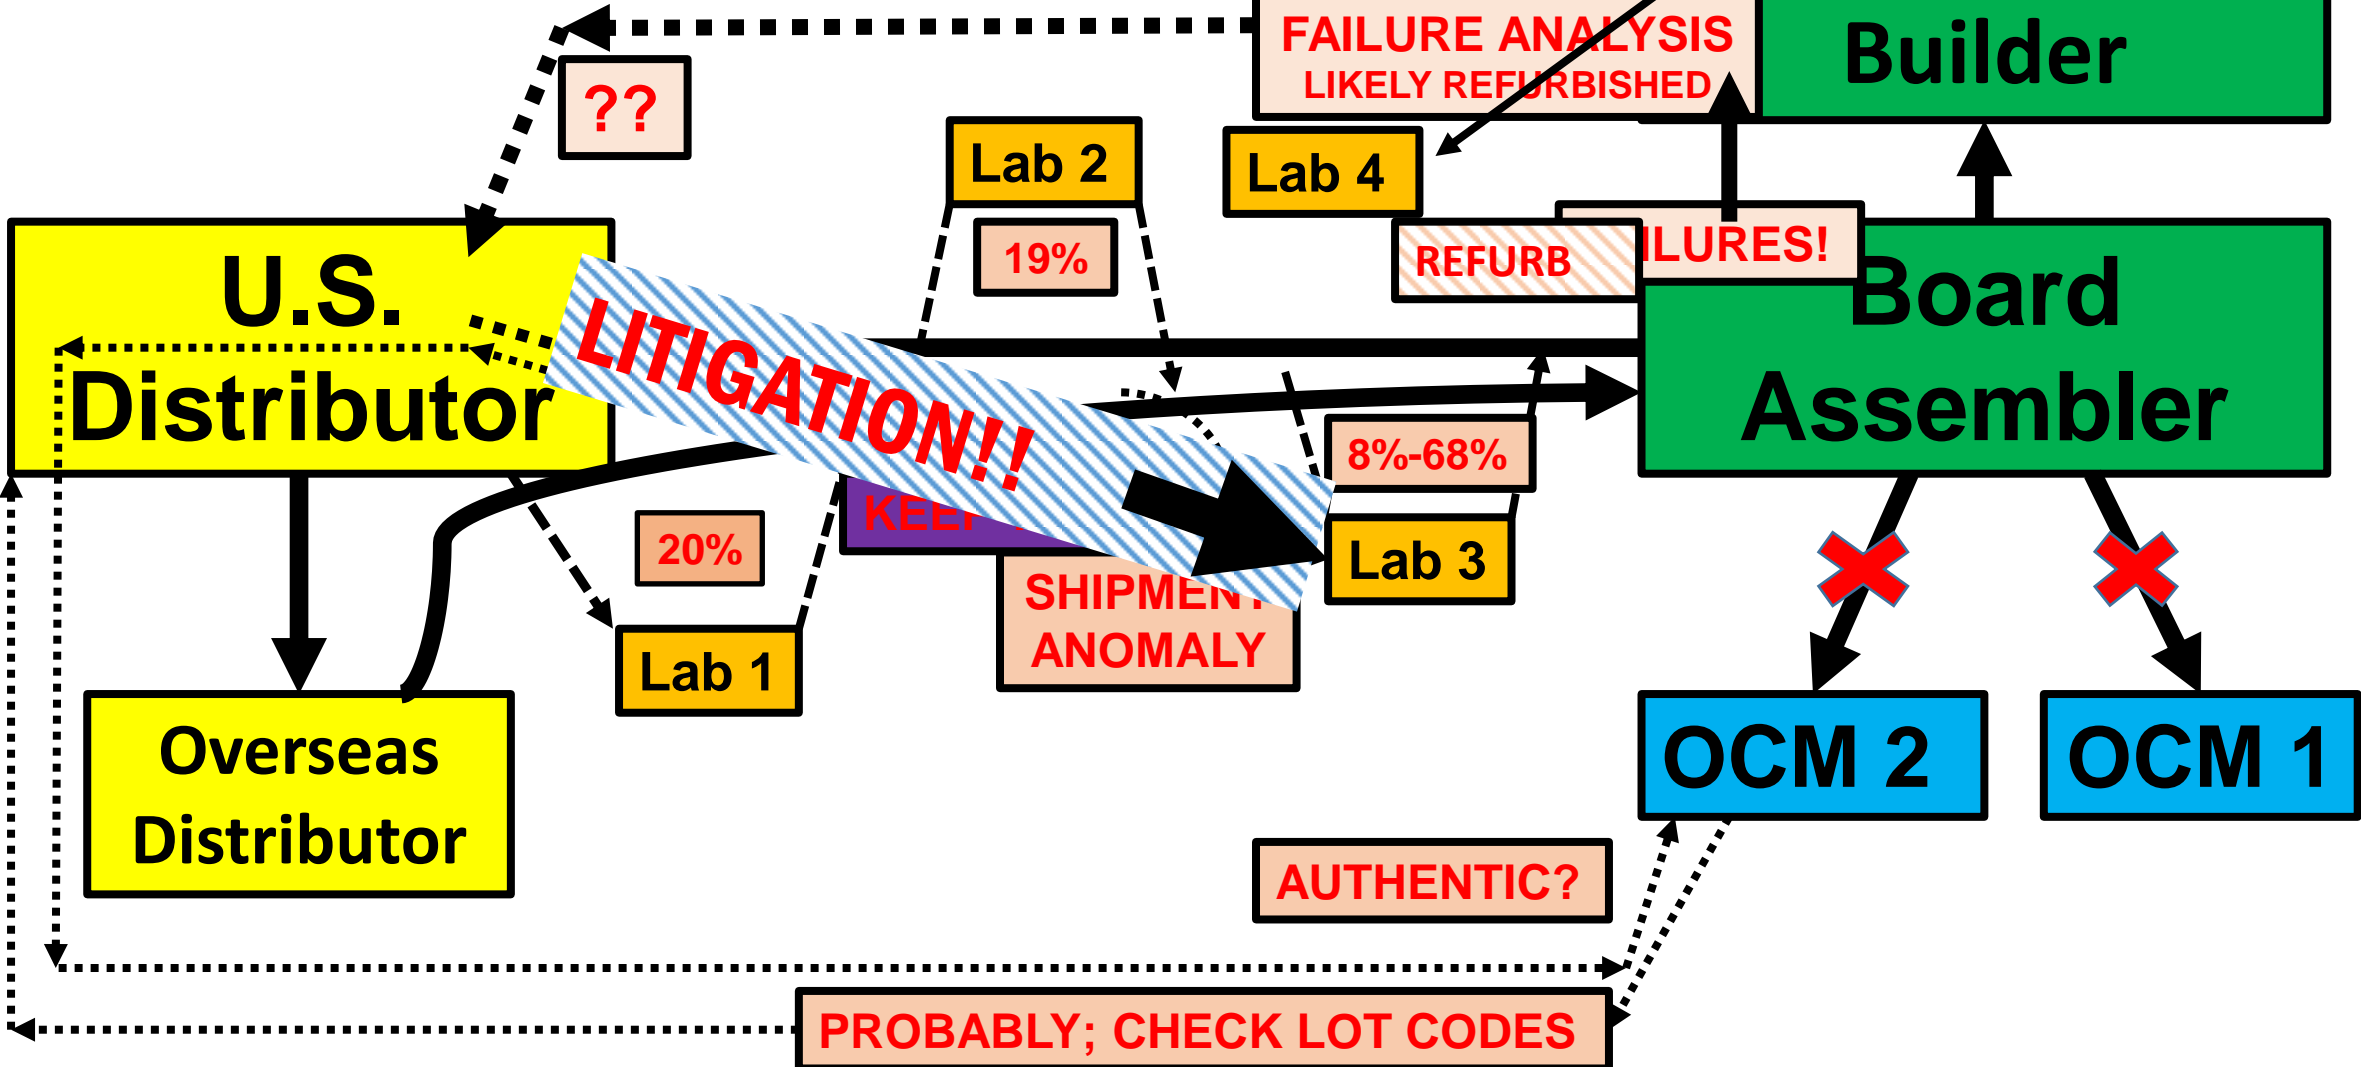 FAILURE ANALYSIS
LIKELY REFURBISHED
Builder
??
Lab 2
Lab 4
19%
REFURB
ILURES!
U.S.
Distributor
LITIGATION!!
Board
Assembler
8%-68%
20%
KEEP
Lab 3
SHIPMENT
ANOMALY
Lab 1
Overseas
Distributor
OCM 2
OCM 1
AUTHENTIC?
PROBABLY; CHECK LOT CODES